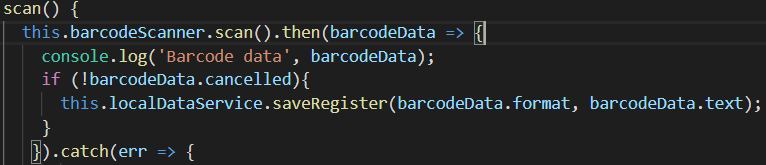 scan() {
this.barcodeScanner.scan().then(barcodeData => {
console.log('Barcode data', barcodeData);
if (!barcodeData.cancelled){
this.localDataService.saveRegister(barcodeData.format, barcodeData.text);
}
}).catch(err => {